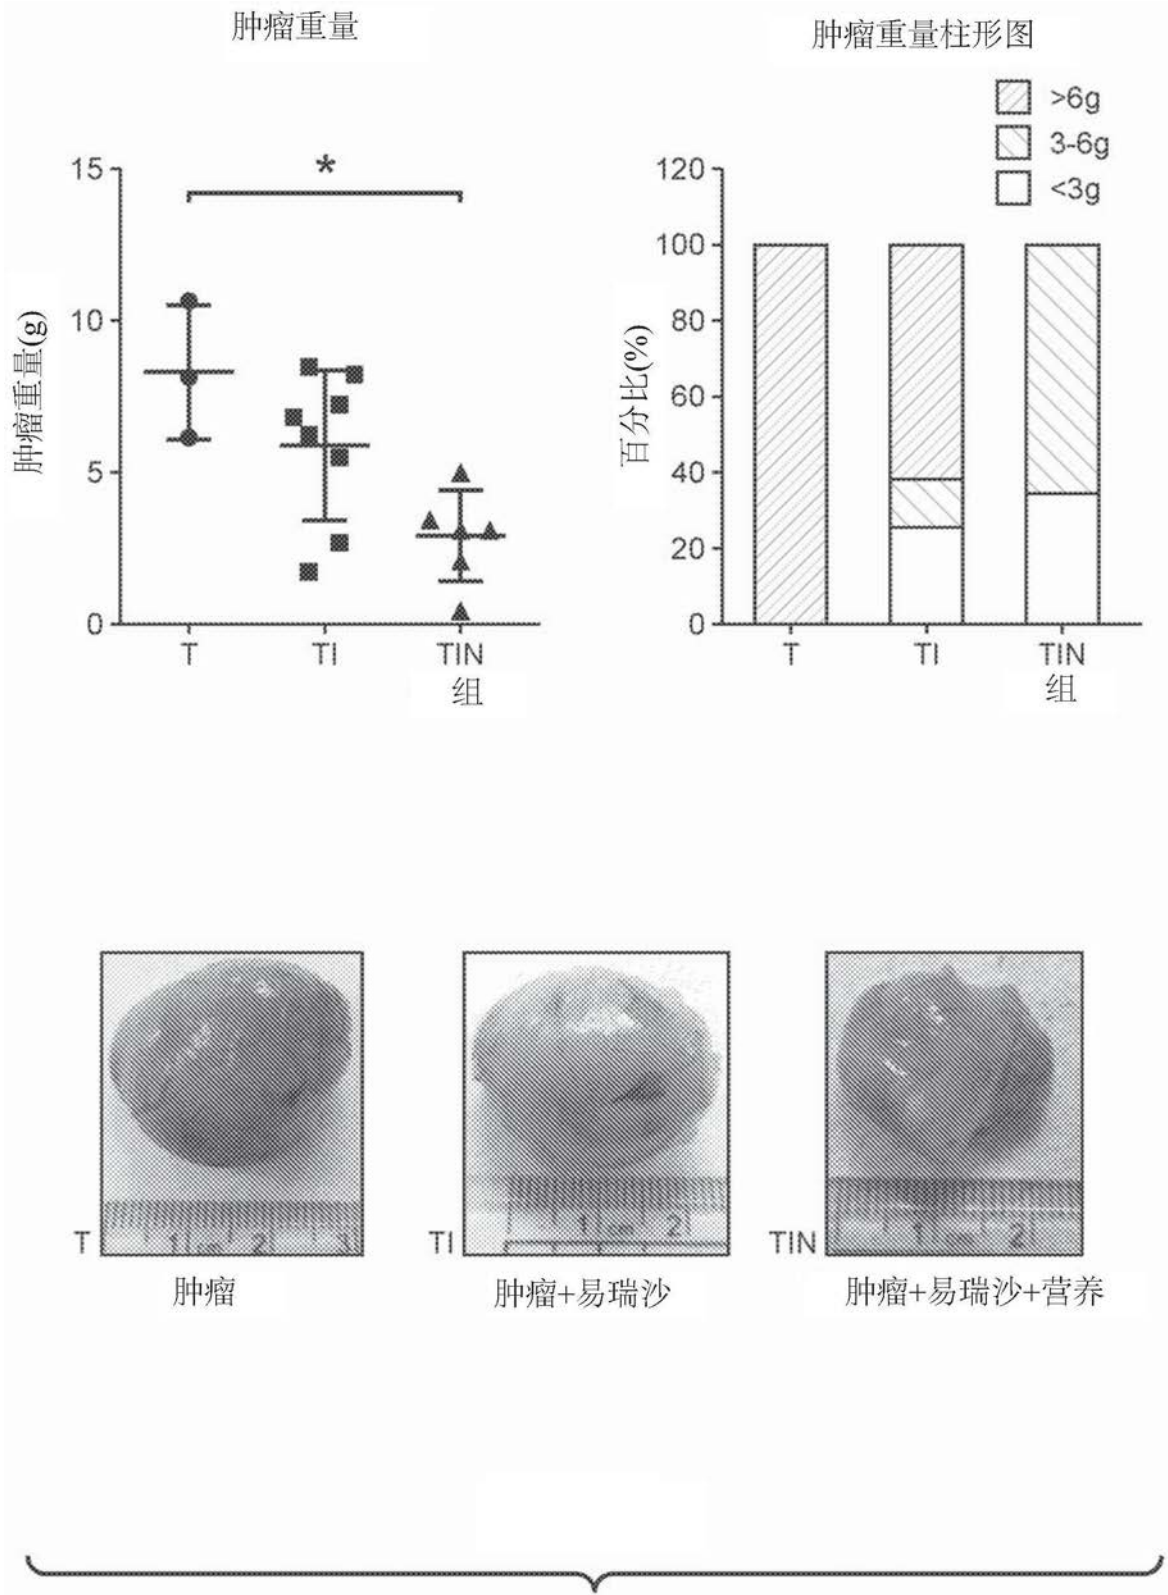 肿瘤重量
肿瘤重量柱形图
>6g
3-6g
<3g
*
15
10
5
0
肿瘤重量(g)
T
TI
TIN
组
120
100
80
60
40
20
0
百分比(%)
T
TI
TIN
组
1 cm 2 3
T
肿瘤
1 cm 2
TI
肿瘤+易瑞沙
1 cm 2
TIN
肿瘤+易瑞沙+营养